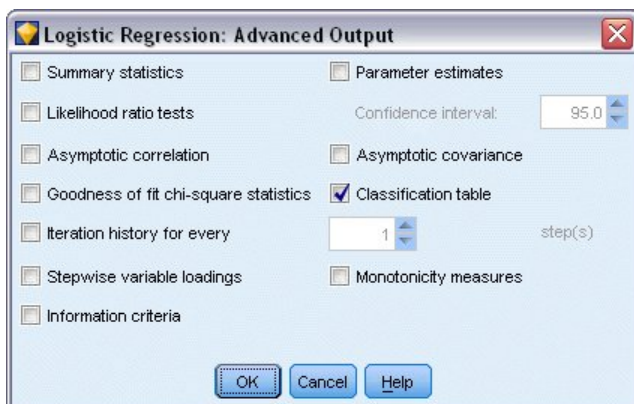 Logistic Regression: Advanced Output
Summary statistics
Parameter estimates
Likelihood ratio tests
Confidence interval:
95.0
Asymptotic correlation
Asymptotic covariance
Goodness of fit chi-square statistics
Classification table
Iteration history for every
1
step(s)
Stepwise variable loadings
Monotonicity measures
Information criteria
OK
Cancel
Help